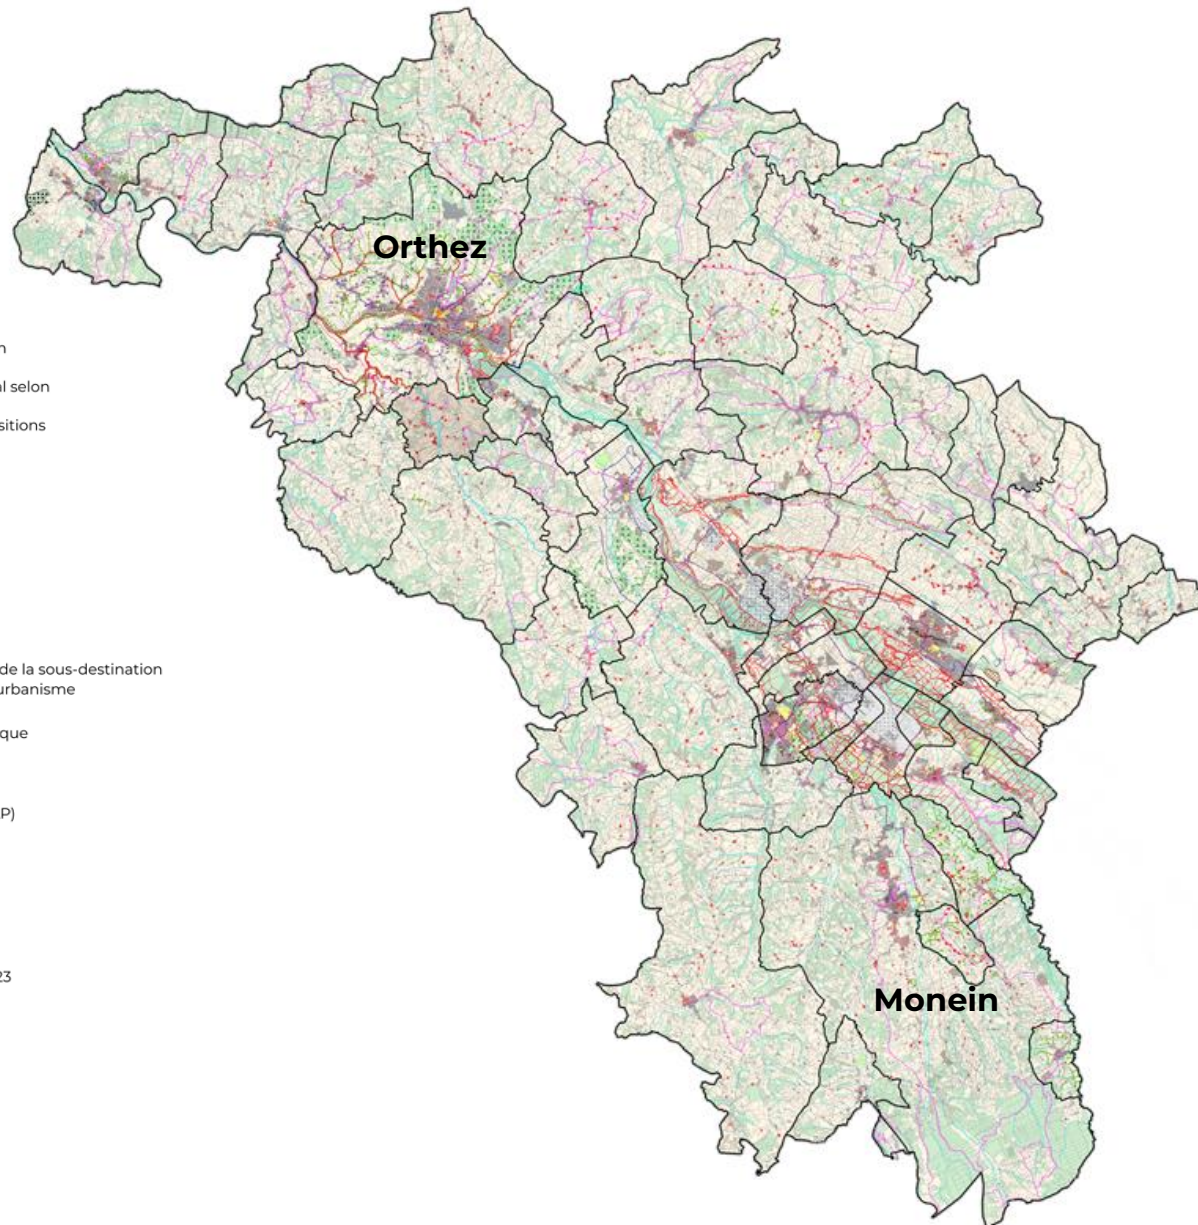 Orthez
n
al selon
sitions
de la sous-destination
urbanisme
que
P)
23
Monein